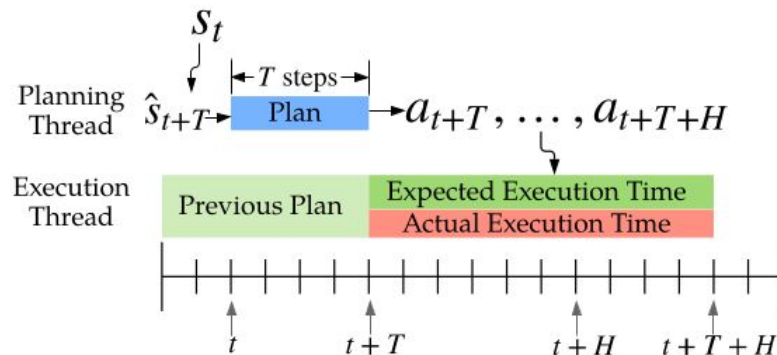 s_t
T steps
Planning Thread
ŝ_{t+T}
Plan
a_{t+T}, ..., a_{t+T+H}
Execution Thread
Previous Plan
Expected Execution Time
Actual Execution Time
t
t + T
t + H
t + T + H